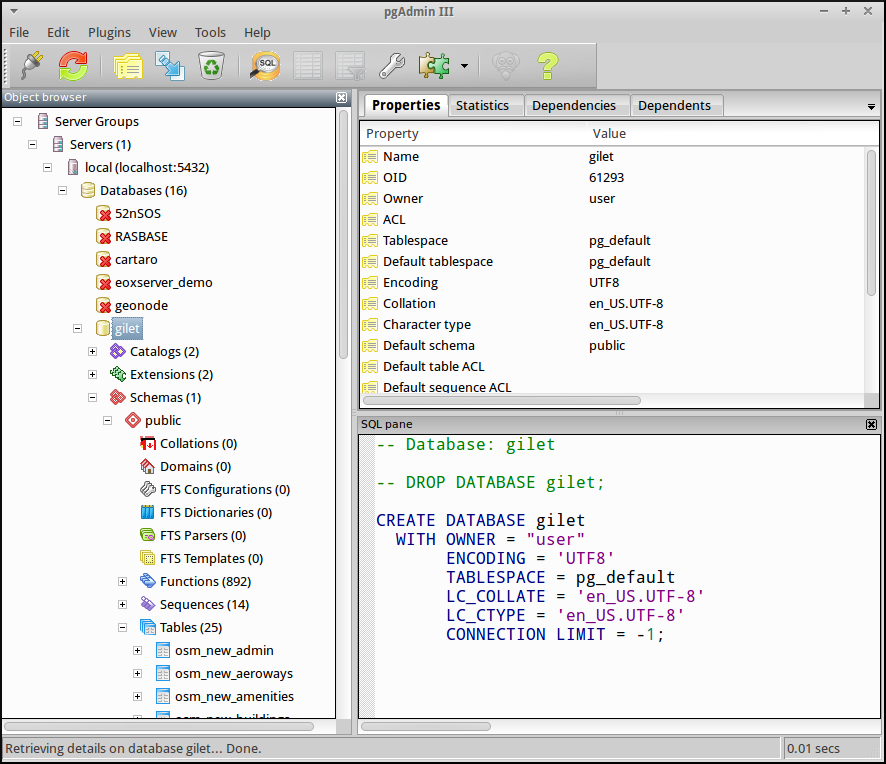 pgAdmin III
File Edit Plugins View Tools Help
SQL
Object browser
Server Groups
Servers (1)
local (localhost:5432)
Databases (16)
52nSOS
RASBASE
cartaro
eoxserver_demo
geonode
gilet
Catalogs (2)
Extensions (2)
Schemas (1)
public
Collations (0)
Domains (0)
FTS Configurations (0)
FTS Dictionaries (0)
FTS Parsers (0)
FTS Templates (0)
Functions (892)
Sequences (14)
Tables (25)
osm_new_admin
osm_new_aeroways
osm_new_amenities
osm_new_buildings
Properties Statistics Dependencies Dependents
Property Value
Name gilet
OID 61293
Owner user
ACL
Tablespace pg_default
Default tablespace pg_default
Encoding UTF8
Collation en_US.UTF-8
Character type en_US.UTF-8
Default schema public
Default table ACL
Default sequence ACL
SQL pane
-- Database: gilet
-- DROP DATABASE gilet;
CREATE DATABASE gilet
WITH OWNER = "user"
ENCODING = 'UTF8'
TABLESPACE = pg_default
LC_COLLATE = 'en_US.UTF-8'
LC_CTYPE = 'en_US.UTF-8'
CONNECTION LIMIT = -1;
Retrieving details on database gilet... Done.
0.01 secs